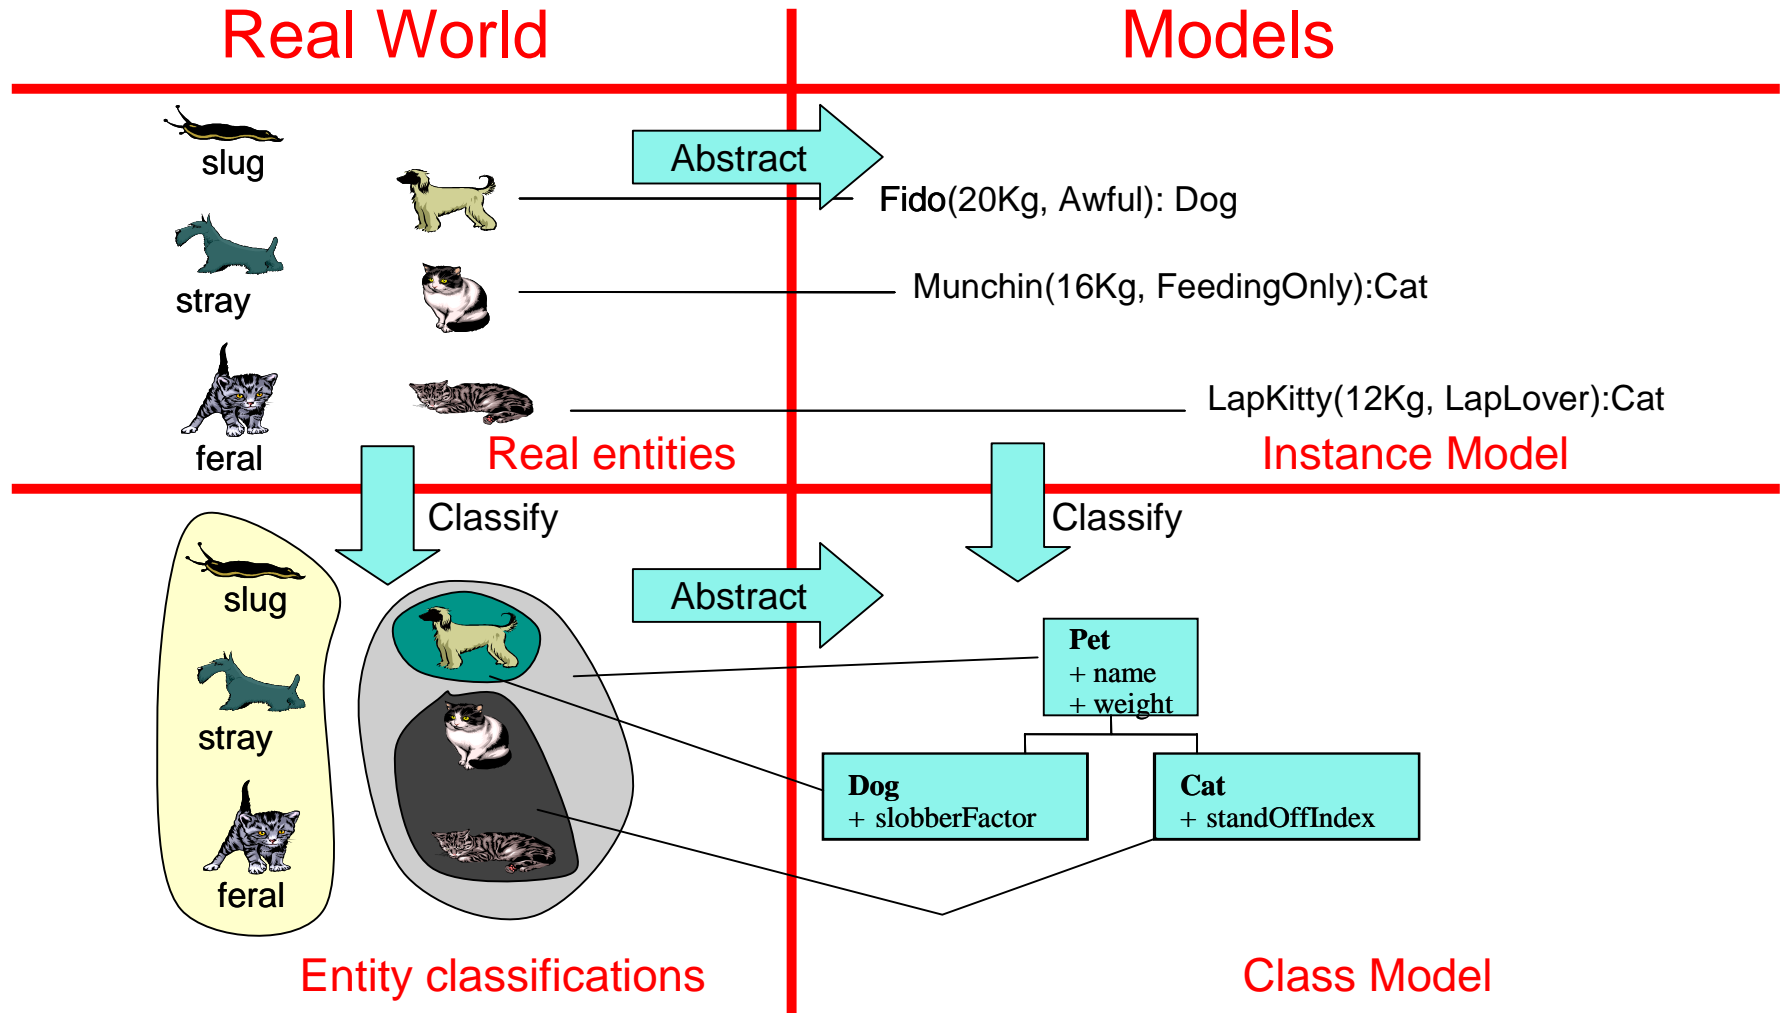 Real World
Models
slug
Abstract
Fido(20Kg, Awful): Dog
stray
Munchin(16Kg, FeedingOnly):Cat
LapKitty(12Kg, LapLover):Cat
feral
Real entities
Instance Model
Classify
Classify
slug
Abstract
Pet
+ name
+ weight
stray
Dog
+ slobberFactor
Cat
+ standOffIndex
feral
Entity classifications
Class Model